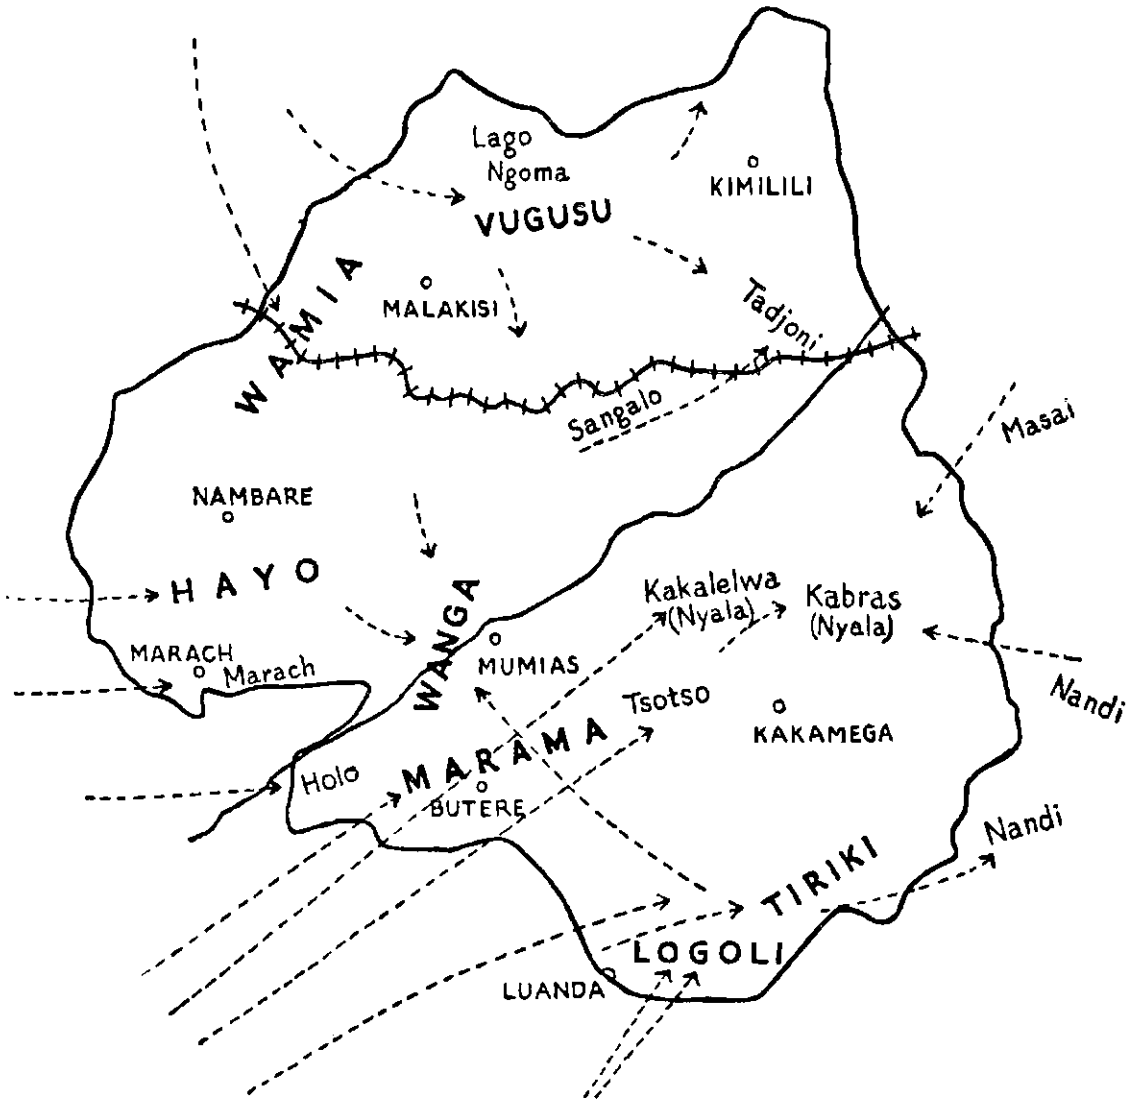 Lago
Ngoma
KIMILILI
VUGUSU
WAMIA
MALAKISI
Tadjoni
Sangalo
Masai
NAMBARE
HAYO
WANGA
Kakalelwa
(Nyala)
Kabras
(Nyala)
MARACH
Marach
MUMIAS
Nandi
Tsotso
KAKAMEGA
MARAMA
Holo
BUTERE
Nandi
TIRIKI
LOGOLI
LUANDA